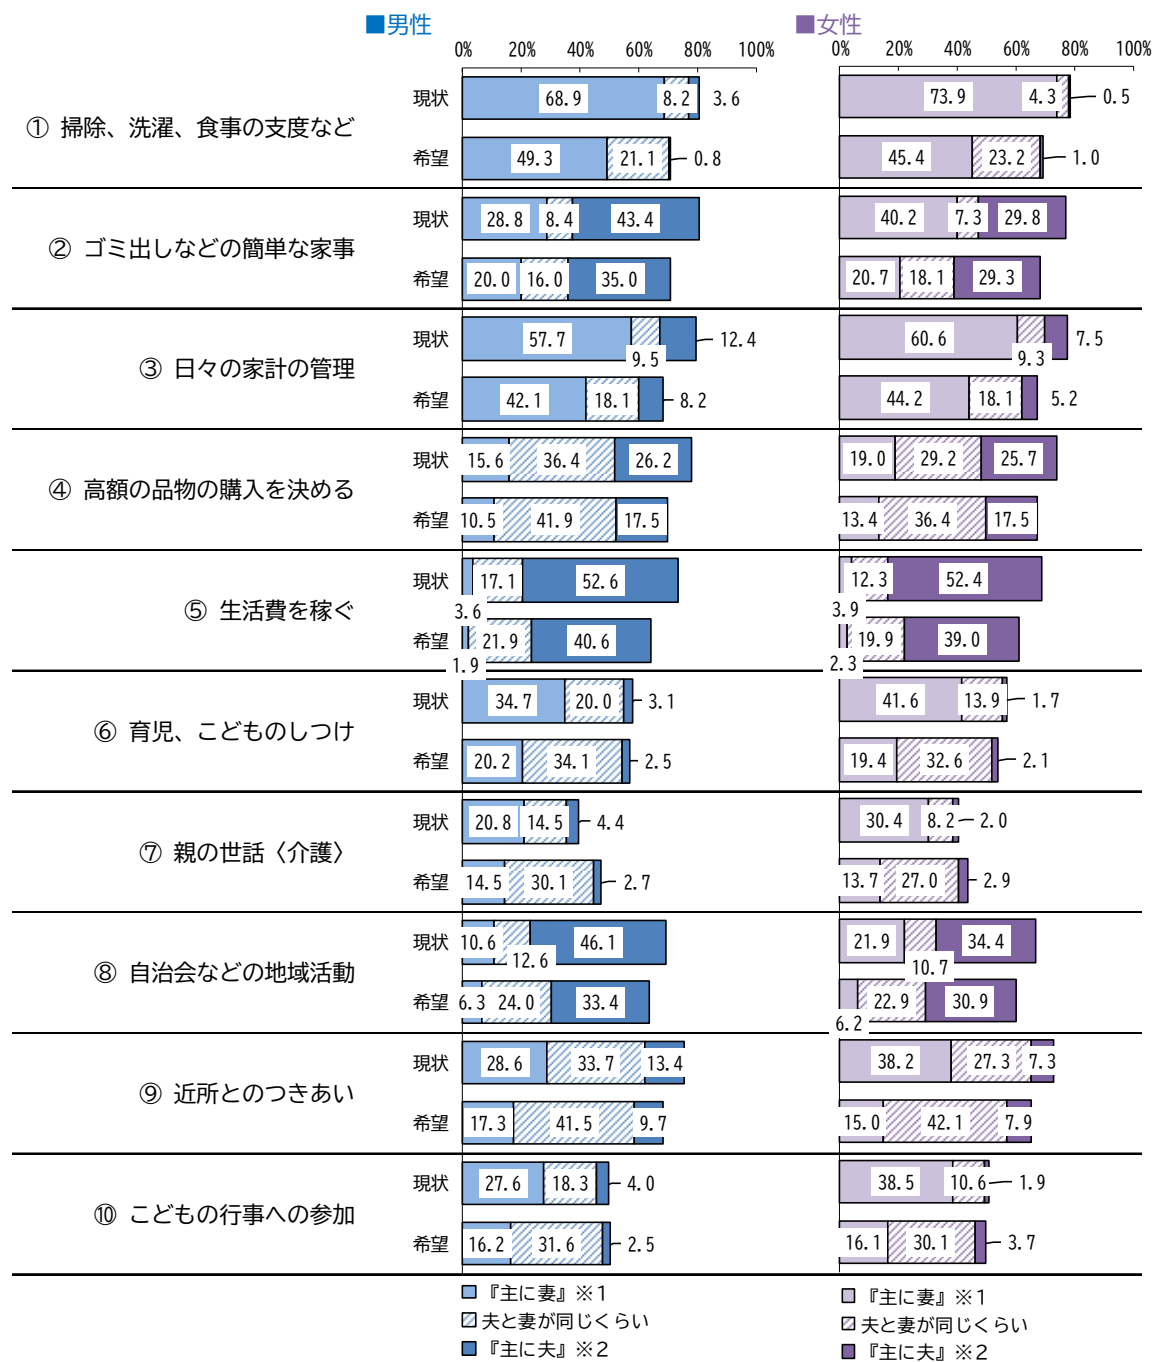 ■男性 ■女性
0% 20% 40% 60% 80% 100% 0% 20% 40% 60% 80% 100%
① 掃除、洗濯、食事の支度など
現状 68.9 8.2 3.6 73.9 4.3 0.5
希望 49.3 21.1 0.8 45.4 23.2 1.0
② ゴミ出しなどの簡単な家事
現状 28.8 8.4 43.4 40.2 7.3 29.8
希望 20.0 16.0 35.0 20.7 18.1 29.3
③ 日々の家計の管理
現状 57.7 9.5 12.4 60.6 9.3 7.5
希望 42.1 18.1 8.2 44.2 18.1 5.2
④ 高額の品物の購入を決める
現状 15.6 36.4 26.2 19.0 29.2 25.7
希望 10.5 41.9 17.5 13.4 36.4 17.5
⑤ 生活費を稼ぐ
現状 3.6 17.1 52.6 3.9 12.3 52.4
希望 1.9 21.9 40.6 2.3 19.9 39.0
⑥ 育児、こどものしつけ
現状 34.7 20.0 3.1 41.6 13.9 1.7
希望 20.2 34.1 2.5 19.4 32.6 2.1
⑦ 親の世話〈介護〉
現状 20.8 14.5 4.4 30.4 8.2 2.0
希望 14.5 30.1 2.7 13.7 27.0 2.9
⑧ 自治会などの地域活動
現状 10.6 12.6 46.1 21.9 10.7 34.4
希望 6.3 24.0 33.4 6.2 22.9 30.9
⑨ 近所とのつきあい
現状 28.6 33.7 13.4 38.2 27.3 7.3
希望 17.3 41.5 9.7 15.0 42.1 7.9
⑩ こどもの行事への参加
現状 27.6 18.3 4.0 38.5 10.6 1.9
希望 16.2 31.6 2.5 16.1 30.1 3.7
『主に妻』※1 『主に妻』※1
夫と妻が同じくらい 夫と妻が同じくらい
『主に夫』※2 『主に夫』※2